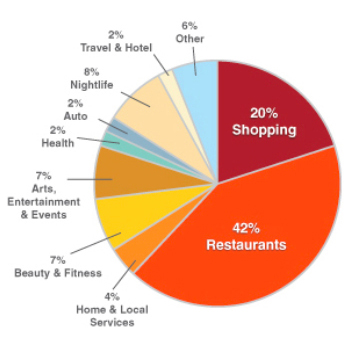 6%
Other
2%
Travel & Hotel
8%
Nightlife
2%
Auto
2%
Health
7%
Arts,
Entertainment
& Events
7%
Beauty & Fitness
4%
Home & Local
Services
42%
Restaurants
20%
Shopping